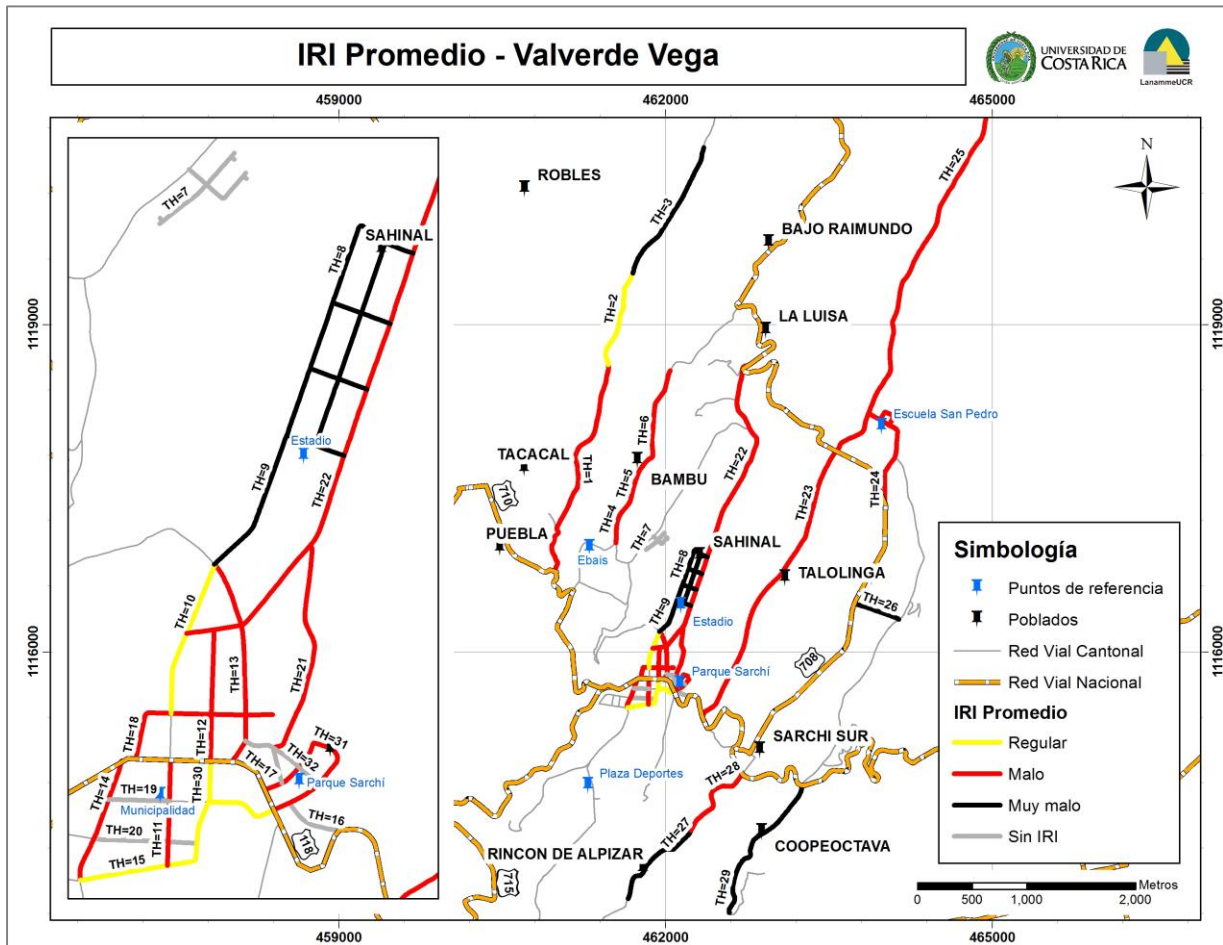 IRI Promedio - Valverde Vega
UNIVERSIDAD DE
COSTA RICA
LanammeUCR
459000
462000
465000
N
1119000
1116000
TH=7
SAHINAL
TH=8
Estadio
TH=9
TH=22
TH=10
TH=13
TH=21
TH=18
TH=12
TH=31
TH=32
TH=17
TH=14
TH=30
TH=19
Parque Sarchí
Municipalidad
TH=11
TH=16
TH=20
118
TH=15
ROBLES
TH=3
TH=25
BAJO RAIMUNDO
TH=2
LA LUISA
Escuela San Pedro
TH=6
TACACAL
TH=1
TH=5
BAMBU
TH=22
TH=23
TH=24
710
TH=4
TH=7
PUEBLA
Ebais
SAHINAL
TH=8
TALOLINGA
TH=9
Estadio
TH=26
708
Parque Sarchí
SARCHI SUR
Plaza Deportes
TH=28
TH=27
COOPEOCTAVA
RINCON DE ALPIZAR
715
TH=29
Simbología
Puntos de referencia
Poblados
Red Vial Cantonal
Red Vial Nacional
IRI Promedio
Regular
Malo
Muy malo
Sin IRI
Metros
0 500 1,000 2,000
1119000
1116000
459000
462000
465000